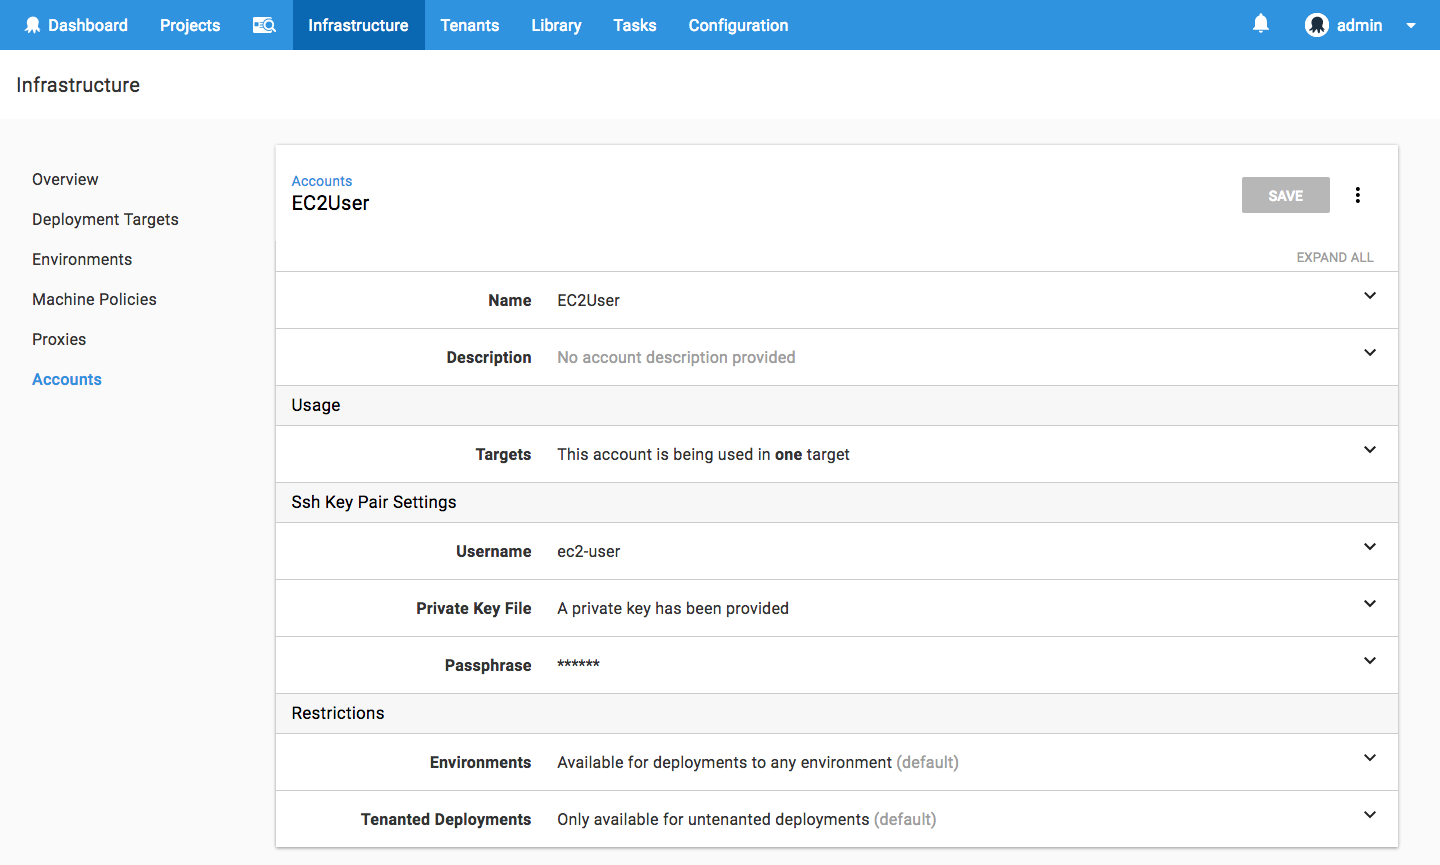 Dashboard Projects Infrastructure Tenants Library Tasks Configuration admin
Infrastructure
Overview
Deployment Targets
Environments
Machine Policies
Proxies
Accounts
Accounts
EC2User
SAVE
EXPAND ALL
Name EC2User
Description No account description provided
Usage
Targets This account is being used in one target
Ssh Key Pair Settings
Username ec2-user
Private Key File A private key has been provided
Passphrase ******
Restrictions
Environments Available for deployments to any environment (default)
Tenanted Deployments Only available for untenanted deployments (default)